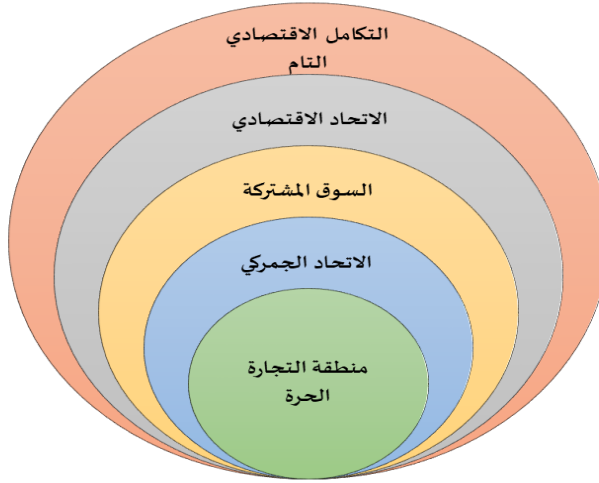 التكامل الاقتصادي
التام
الاتحاد الاقتصادي
السوق المشتركة
الاتحاد الجمركي
منطقة التجارة
الحرة